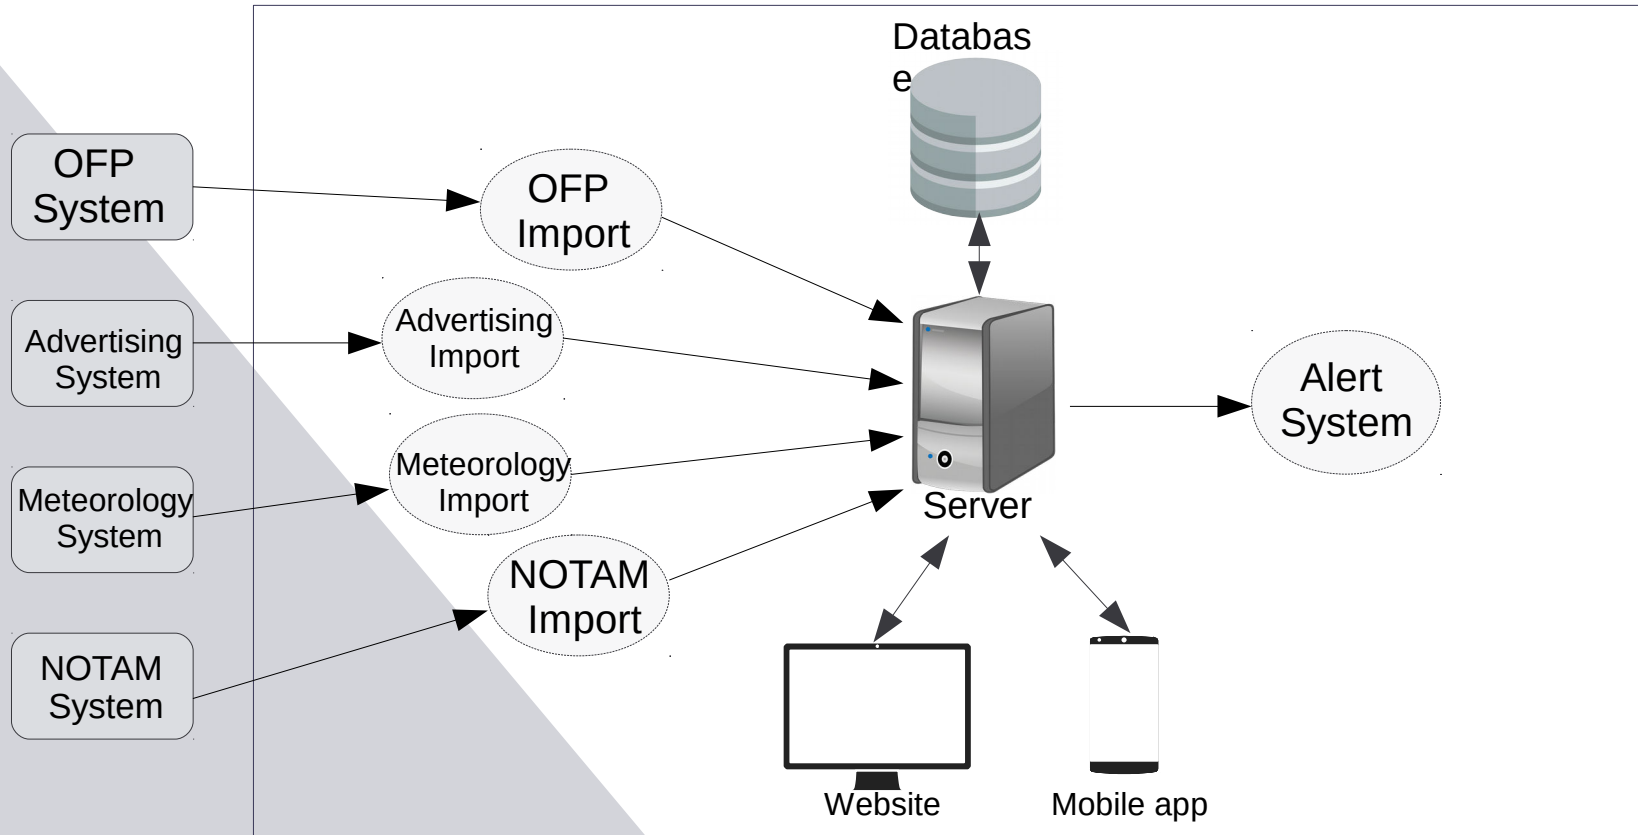 Databas
e
OFP
System
OFP
Import
Advertising
System
Advertising
Import
Meteorology
System
Meteorology
Import
NOTAM
System
NOTAM
Import
Server
Alert
System
Website
Mobile app